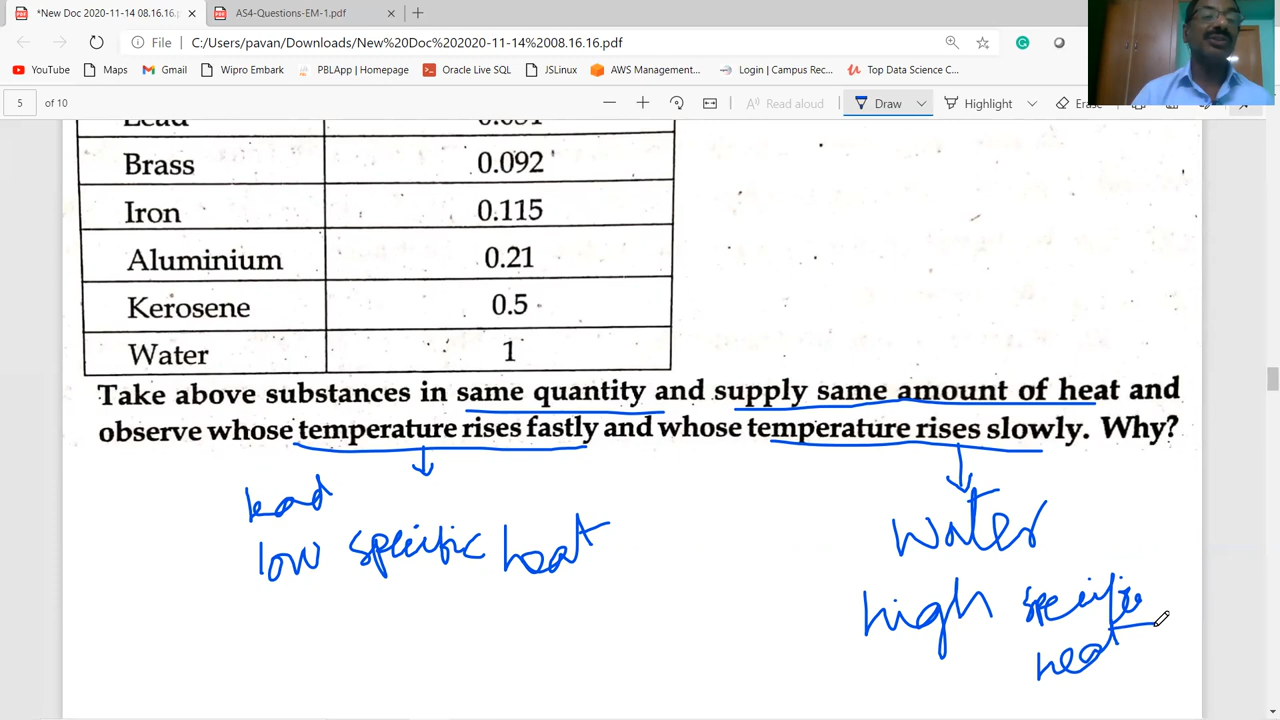 *New Doc 2020-11-14 08.16.16.p
AS4-Questions-EM-1.pdf
File C:/Users/pavan/Downloads/New%20Doc%202020-11-14%2008.16.16.pdf
YouTube Maps Gmail Wipro Embark PBLApp | Homepage Oracle Live SQL JSLinux AWS Management... Login | Campus Rec... Top Data Science C...
5 of 10 Read aloud Draw Highlight Erase
Lead 0.031
Brass 0.092
Iron 0.115
Aluminium 0.21
Kerosene 0.5
Water 1
Take above substances in same quantity and supply same amount of heat and
observe whose temperature rises fastly and whose temperature rises slowly. Why?
lead
low specific heat
Water
high specific
heat